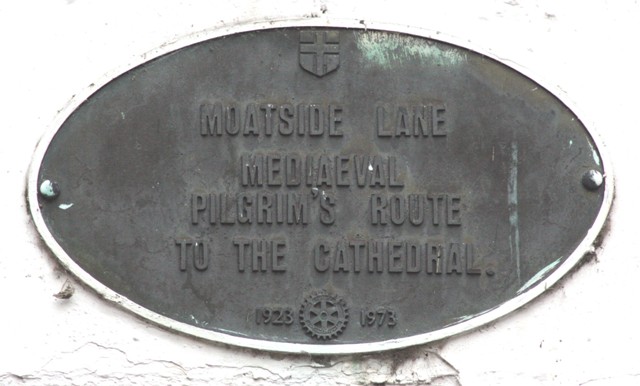 MOATSIDE LANE
MEDIAEVAL
PILGRIM'S ROUTE
TO THE CATHEDRAL.
1923 1973